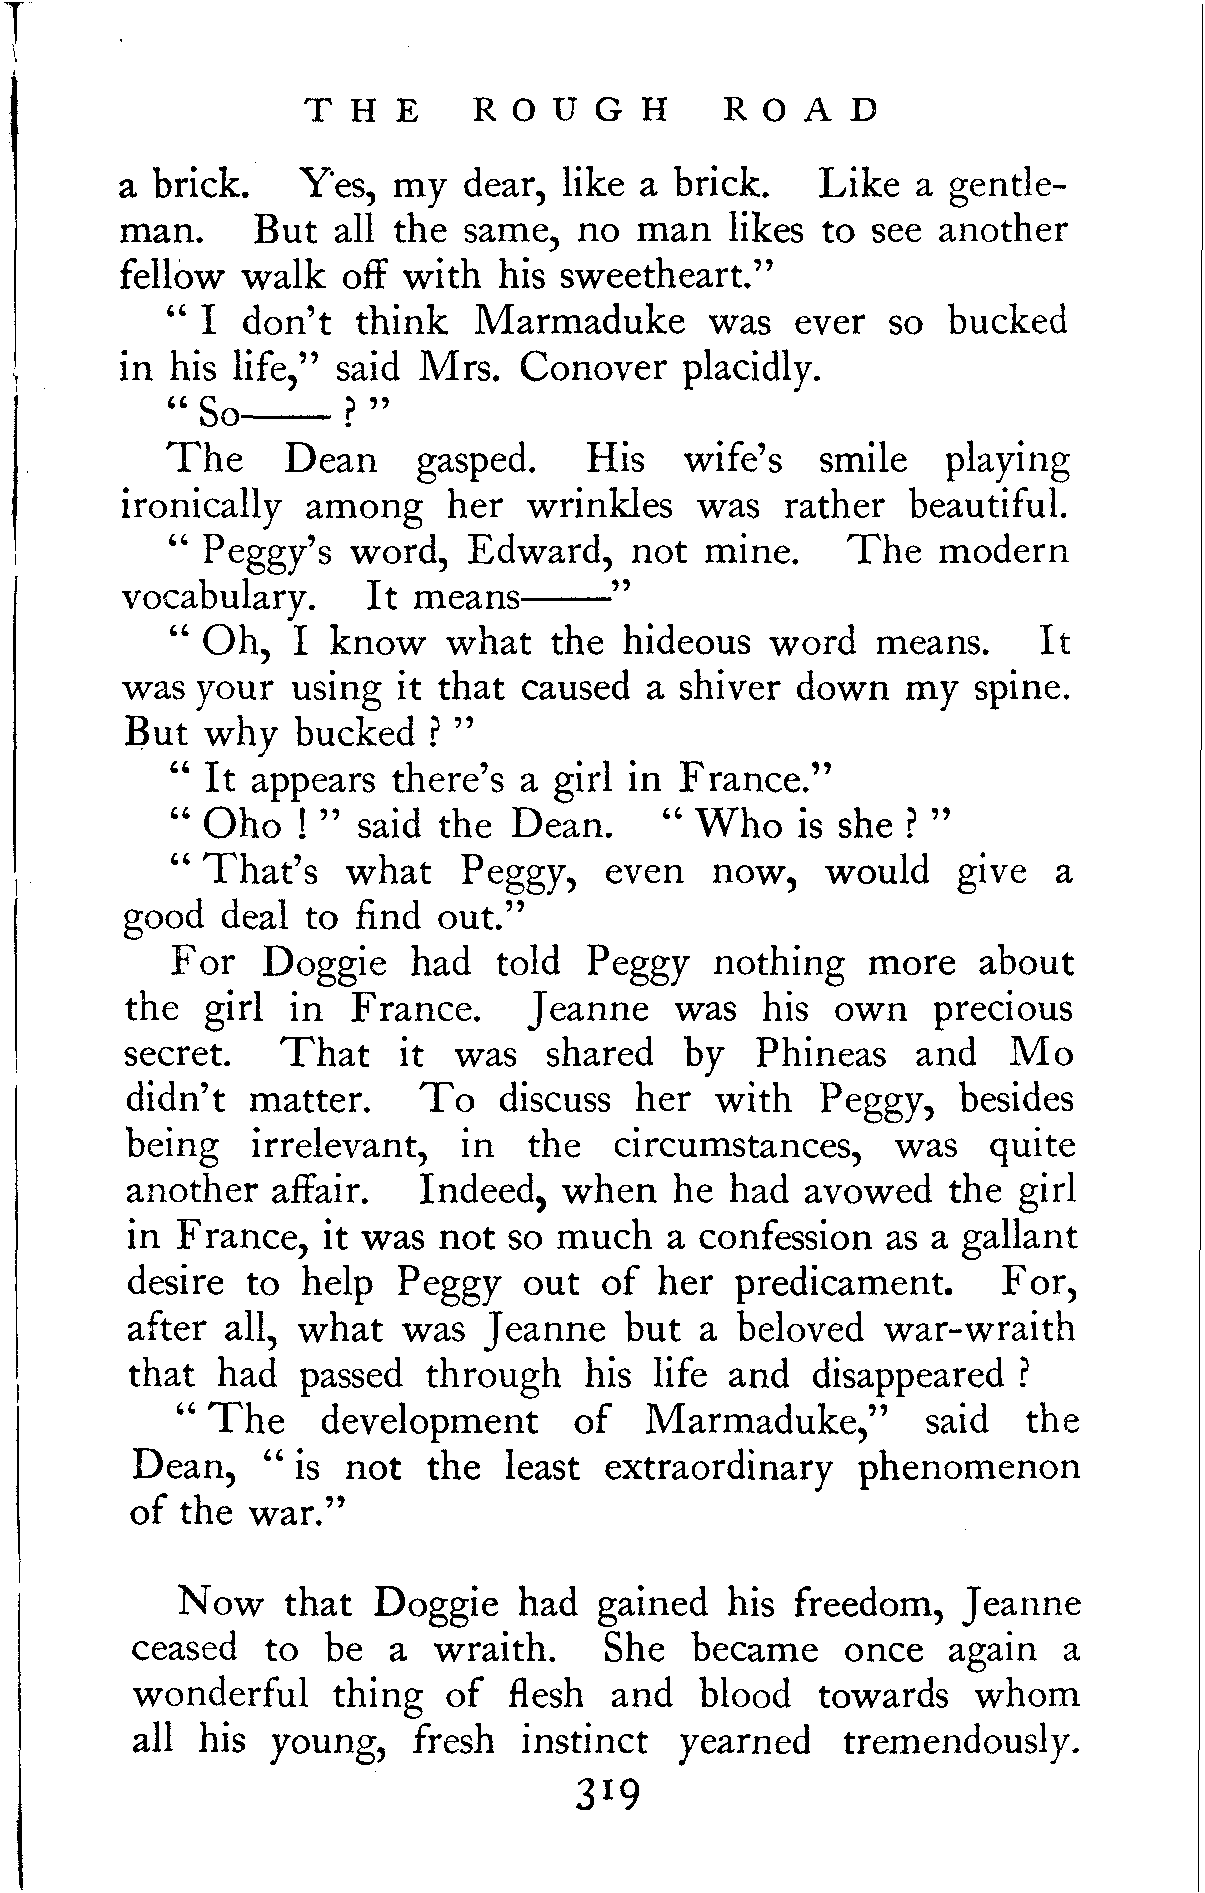 THE ROUGH ROAD
a brick. Yes, my dear, like a brick. Like a gentle-
man. But all the same, no man likes to see another
fellow walk off with his sweetheart."
" I don't think Marmaduke was ever so bucked
in his life," said Mrs. Conover placidly.
" So—— ? "
The Dean gasped. His wife's smile playing
ironically among her wrinkles was rather beautiful.
" Peggy's word, Edward, not mine. The modern
vocabulary. It means——"
" Oh, I know what the hideous word means. It
was your using it that caused a shiver down my spine.
But why bucked ? "
" It appears there's a girl in France."
" Oho ! " said the Dean. " Who is she ? "
" That's what Peggy, even now, would give a
good deal to find out."
For Doggie had told Peggy nothing more about
the girl in France. Jeanne was his own precious
secret. That it was shared by Phineas and Mo
didn't matter. To discuss her with Peggy, besides
being irrelevant, in the circumstances, was quite
another affair. Indeed, when he had avowed the girl
in France, it was not so much a confession as a gallant
desire to help Peggy out of her predicament. For,
after all, what was Jeanne but a beloved war-wraith
that had passed through his life and disappeared ?
" The development of Marmaduke," said the
Dean, " is not the least extraordinary phenomenon
of the war."
Now that Doggie had gained his freedom, Jeanne
ceased to be a wraith. She became once again a
wonderful thing of flesh and blood towards whom
all his young, fresh instinct yearned tremendously.
319